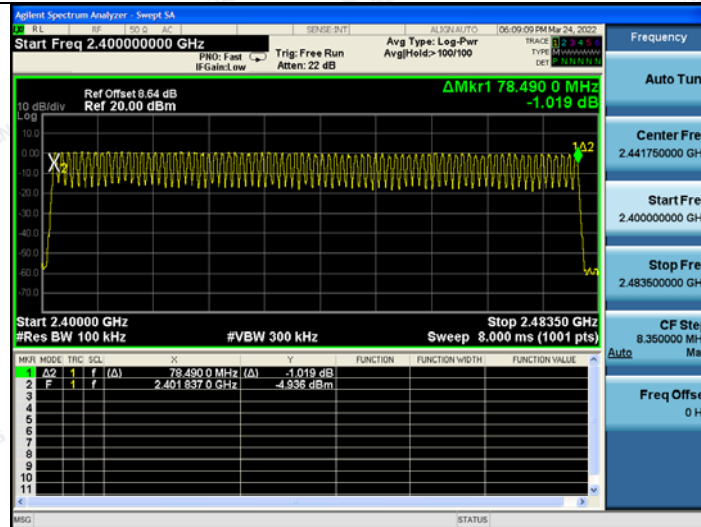 Agilent Spectrum Analyzer - Swept SA
RL RF 50 Ω AC SENSE:INT ALIGNAUTO 06:09:09 PM Mar 24, 2022
Start Freq 2.400000000 GHz
PNO: Fast
IFGain:Low
Trig: Free Run
Atten: 22 dB
Avg Type: Log-Pwr
Avg|Hold:>100/100
TRACE 1 2 3 4 5 6
TYPE M
DET P N N N N N
Frequency
ΔMkr1 78.490 0 MHz
-1.019 dB
Ref Offset 8.64 dB
10 dB/div Ref 20.00 dBm
Log
10.0
0.00
-10.0
-20.0
-30.0
-40.0
-50.0
-60.0
-70.0
X2
1Δ2
Start 2.40000 GHz Stop 2.48350 GHz
#Res BW 100 kHz #VBW 300 kHz Sweep 8.000 ms (1001 pts)
MKR MODE TRC SCL X Y FUNCTION FUNCTION WIDTH FUNCTION VALUE
1 Δ2 1 f (Δ) 78.490 0 MHz (Δ) -1.019 dB
2 F 1 f 2.401 837 0 GHz -4.936 dBm
3
4
5
6
7
8
9
10
11
MSG STATUS
Auto Tun
Center Fre
2.441750000 GH
Start Fre
2.400000000 GH
Stop Fre
2.483500000 GH
CF Ste
8.350000 MH
Auto Ma
Freq Offse
0 H